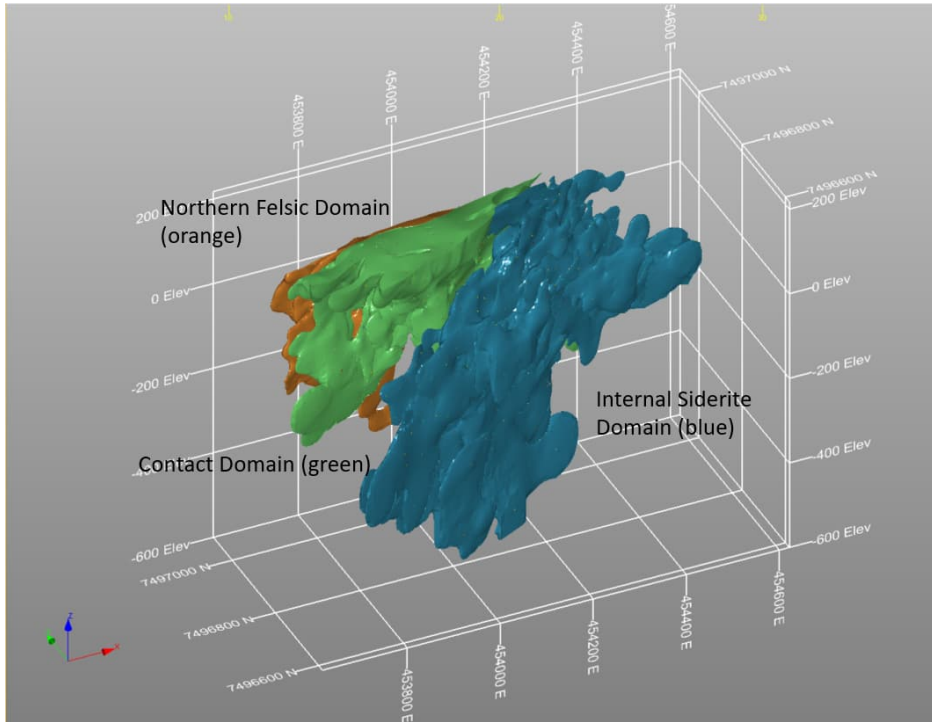 453800 E
454000 E
454200 E
454400 E
454600 E
7497000 N
7496800 N
7496600 N
200 Elev
0 Elev
-200 Elev
-400 Elev
-600 Elev
200
Northern Felsic Domain
(orange)
0 Elev
-200 Elev
Internal Siderite
Domain (blue)
Contact Domain (green)
-600 Elev
7497000 N
7496800 N
7496600 N
453800 E
454000 E
454200 E
454400 E
454600 E
Z
X